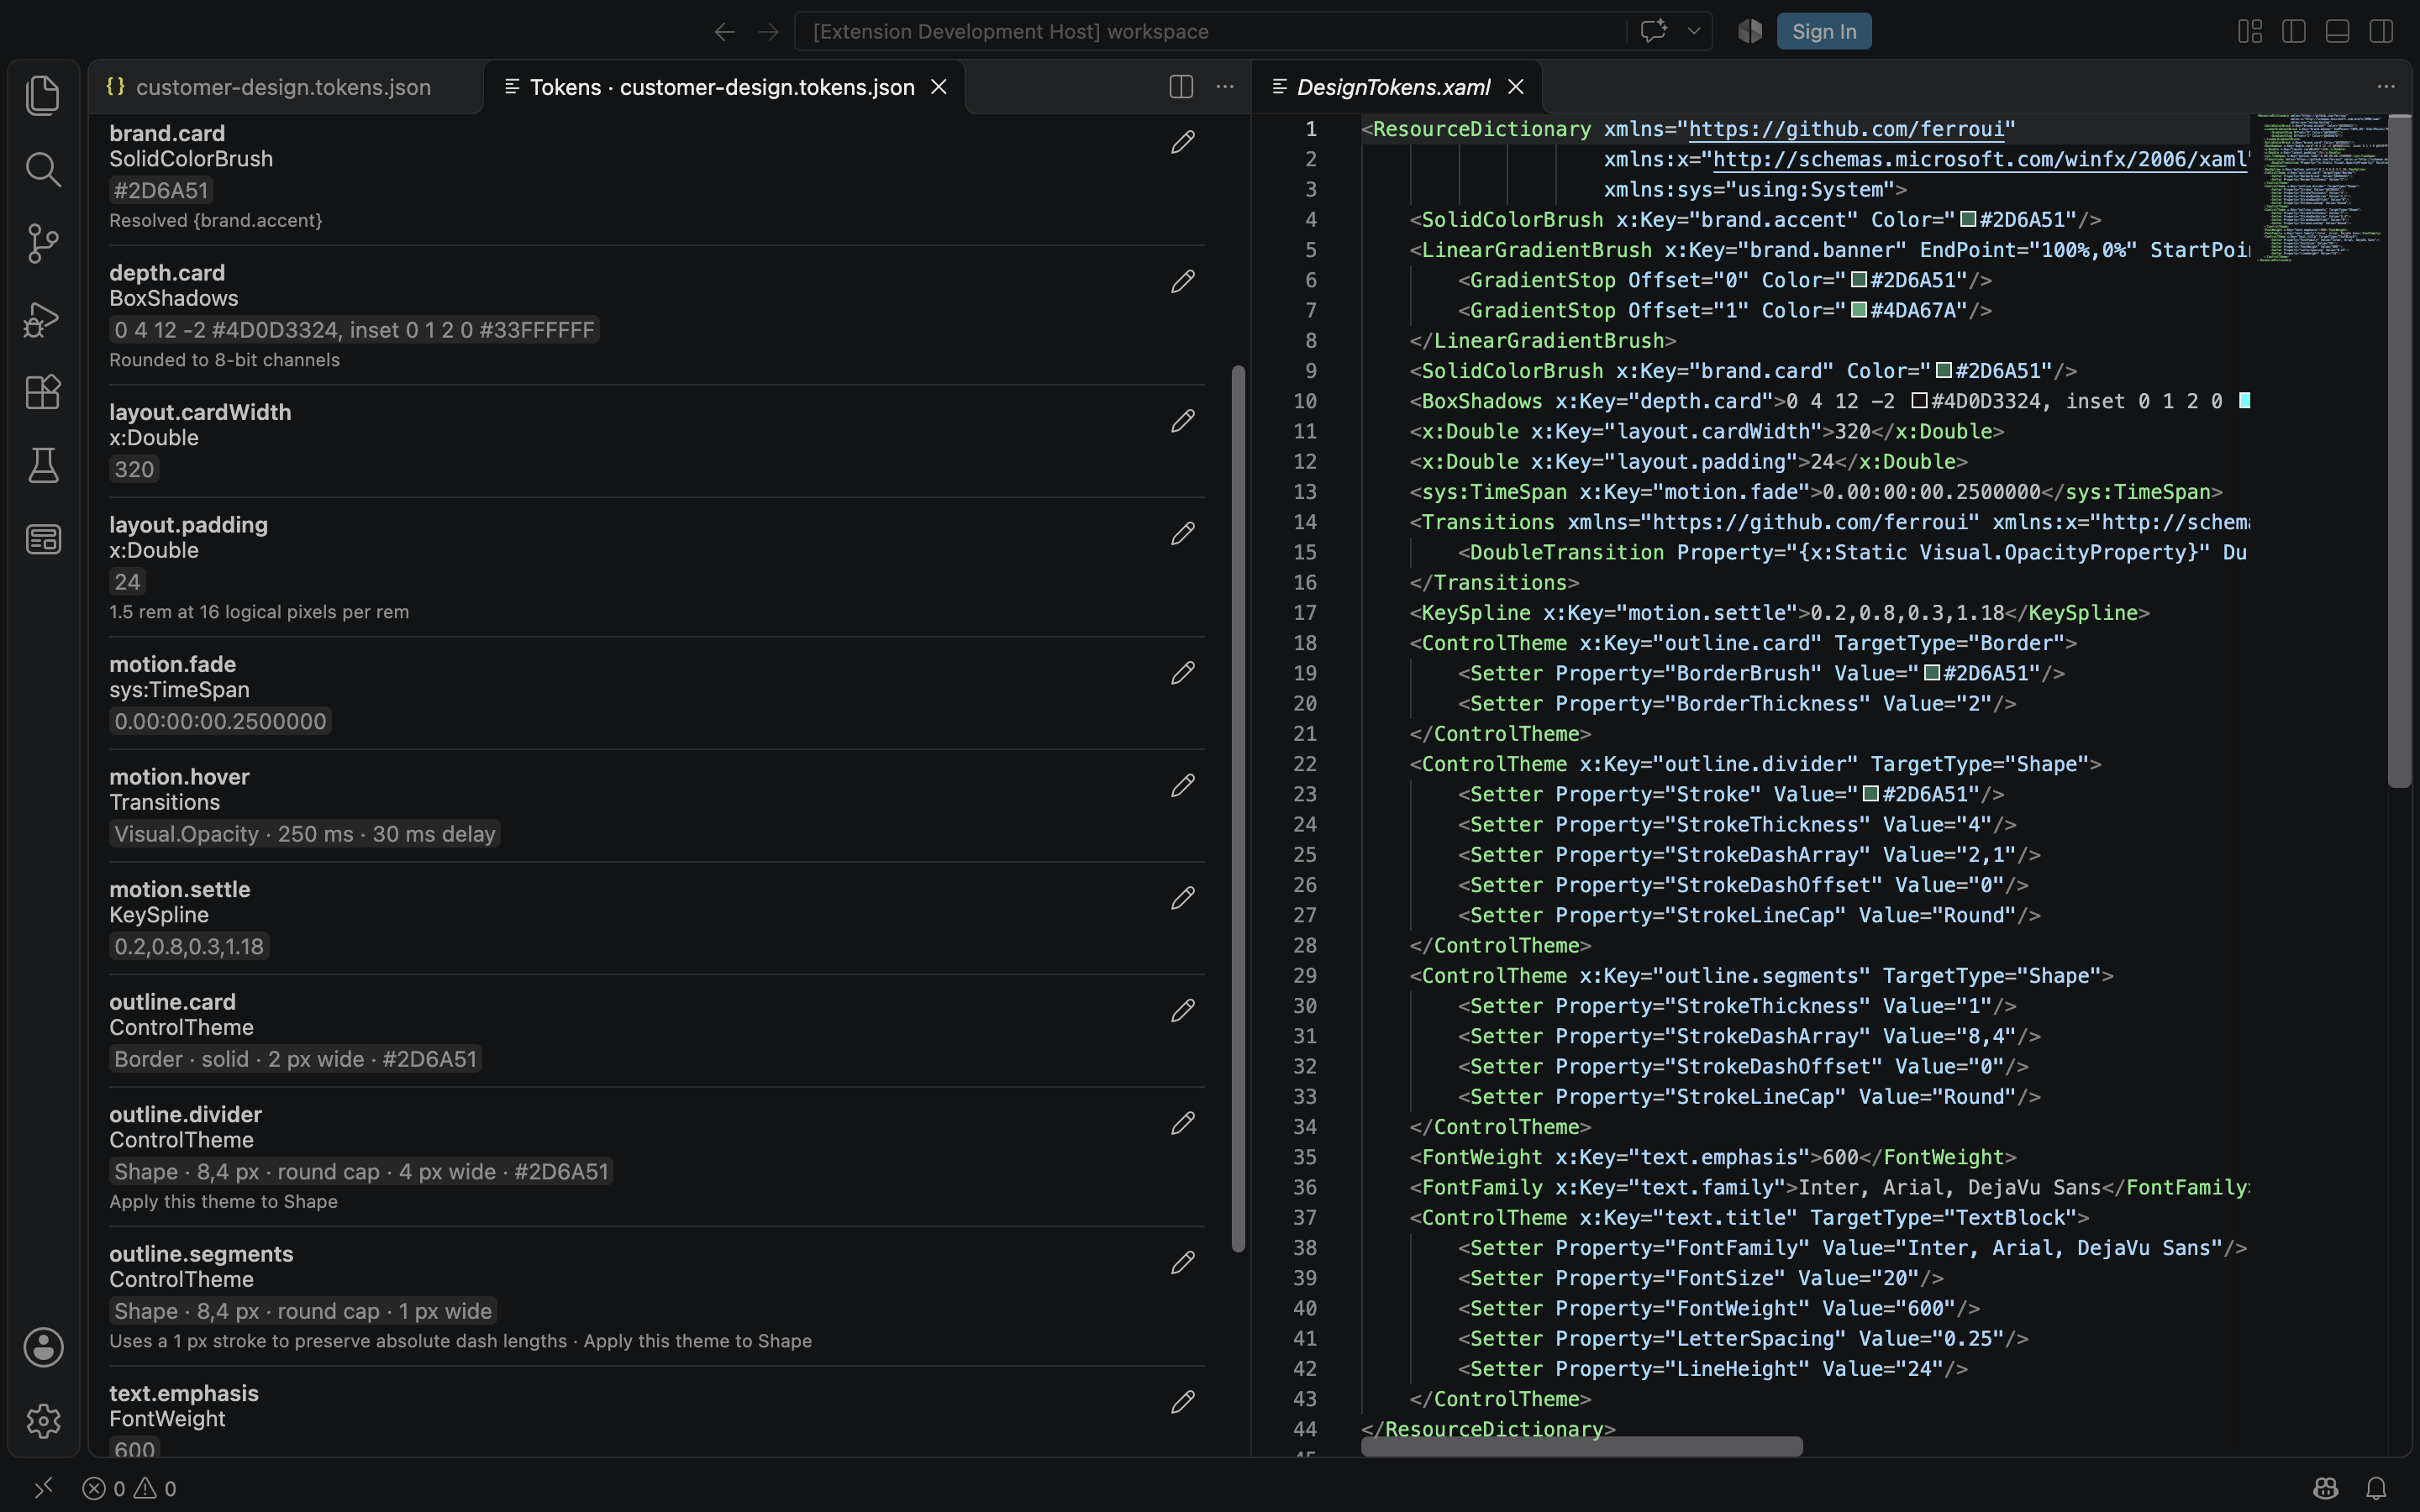 [Extension Development Host] workspace
Sign In
customer-design.tokens.json
Tokens · customer-design.tokens.json
DesignTokens.xaml
brand.card
SolidColorBrush
#2D6A51
Resolved {brand.accent}
depth.card
BoxShadows
0 4 12 -2 #4D0D3324, inset 0 1 2 0 #33FFFFFF
Rounded to 8-bit channels
layout.cardWidth
x:Double
320
layout.padding
x:Double
24
1.5 rem at 16 logical pixels per rem
motion.fade
sys:TimeSpan
0.00:00:00.2500000
motion.hover
Transitions
Visual.Opacity · 250 ms · 30 ms delay
motion.settle
KeySpline
0.2,0.8,0.3,1.18
outline.card
ControlTheme
Border · solid · 2 px wide · #2D6A51
outline.divider
ControlTheme
Shape · 8,4 px · round cap · 4 px wide · #2D6A51
Apply this theme to Shape
outline.segments
ControlTheme
Shape · 8,4 px · round cap · 1 px wide
Uses a 1 px stroke to preserve absolute dash lengths · Apply this theme to Shape
text.emphasis
FontWeight
600
1 <ResourceDictionary xmlns="https://github.com/ferroui"
2 xmlns:x="http://schemas.microsoft.com/winfx/2006/xaml"
3 xmlns:sys="using:System">
4 <SolidColorBrush x:Key="brand.accent" Color="#2D6A51"/>
5 <LinearGradientBrush x:Key="brand.banner" EndPoint="100%,0%" StartPoi
6 <GradientStop Offset="0" Color="#2D6A51"/>
7 <GradientStop Offset="1" Color="#4DA67A"/>
8 </LinearGradientBrush>
9 <SolidColorBrush x:Key="brand.card" Color="#2D6A51"/>
10 <BoxShadows x:Key="depth.card">0 4 12 -2 #4D0D3324, inset 0 1 2 0
11 <x:Double x:Key="layout.cardWidth">320</x:Double>
12 <x:Double x:Key="layout.padding">24</x:Double>
13 <sys:TimeSpan x:Key="motion.fade">0.00:00:00.2500000</sys:TimeSpan>
14 <Transitions xmlns="https://github.com/ferroui" xmlns:x="http://schem
15 <DoubleTransition Property="{x:Static Visual.OpacityProperty}" Du
16 </Transitions>
17 <KeySpline x:Key="motion.settle">0.2,0.8,0.3,1.18</KeySpline>
18 <ControlTheme x:Key="outline.card" TargetType="Border">
19 <Setter Property="BorderBrush" Value="#2D6A51"/>
20 <Setter Property="BorderThickness" Value="2"/>
21 </ControlTheme>
22 <ControlTheme x:Key="outline.divider" TargetType="Shape">
23 <Setter Property="Stroke" Value="#2D6A51"/>
24 <Setter Property="StrokeThickness" Value="4"/>
25 <Setter Property="StrokeDashArray" Value="2,1"/>
26 <Setter Property="StrokeDashOffset" Value="0"/>
27 <Setter Property="StrokeLineCap" Value="Round"/>
28 </ControlTheme>
29 <ControlTheme x:Key="outline.segments" TargetType="Shape">
30 <Setter Property="StrokeThickness" Value="1"/>
31 <Setter Property="StrokeDashArray" Value="8,4"/>
32 <Setter Property="StrokeDashOffset" Value="0"/>
33 <Setter Property="StrokeLineCap" Value="Round"/>
34 </ControlTheme>
35 <FontWeight x:Key="text.emphasis">600</FontWeight>
36 <FontFamily x:Key="text.family">Inter, Arial, DejaVu Sans</FontFamily>
37 <ControlTheme x:Key="text.title" TargetType="TextBlock">
38 <Setter Property="FontFamily" Value="Inter, Arial, DejaVu Sans"/>
39 <Setter Property="FontSize" Value="20"/>
40 <Setter Property="FontWeight" Value="600"/>
41 <Setter Property="LetterSpacing" Value="0.25"/>
42 <Setter Property="LineHeight" Value="24"/>
43 </ControlTheme>
44 </ResourceDictionary>
0 0